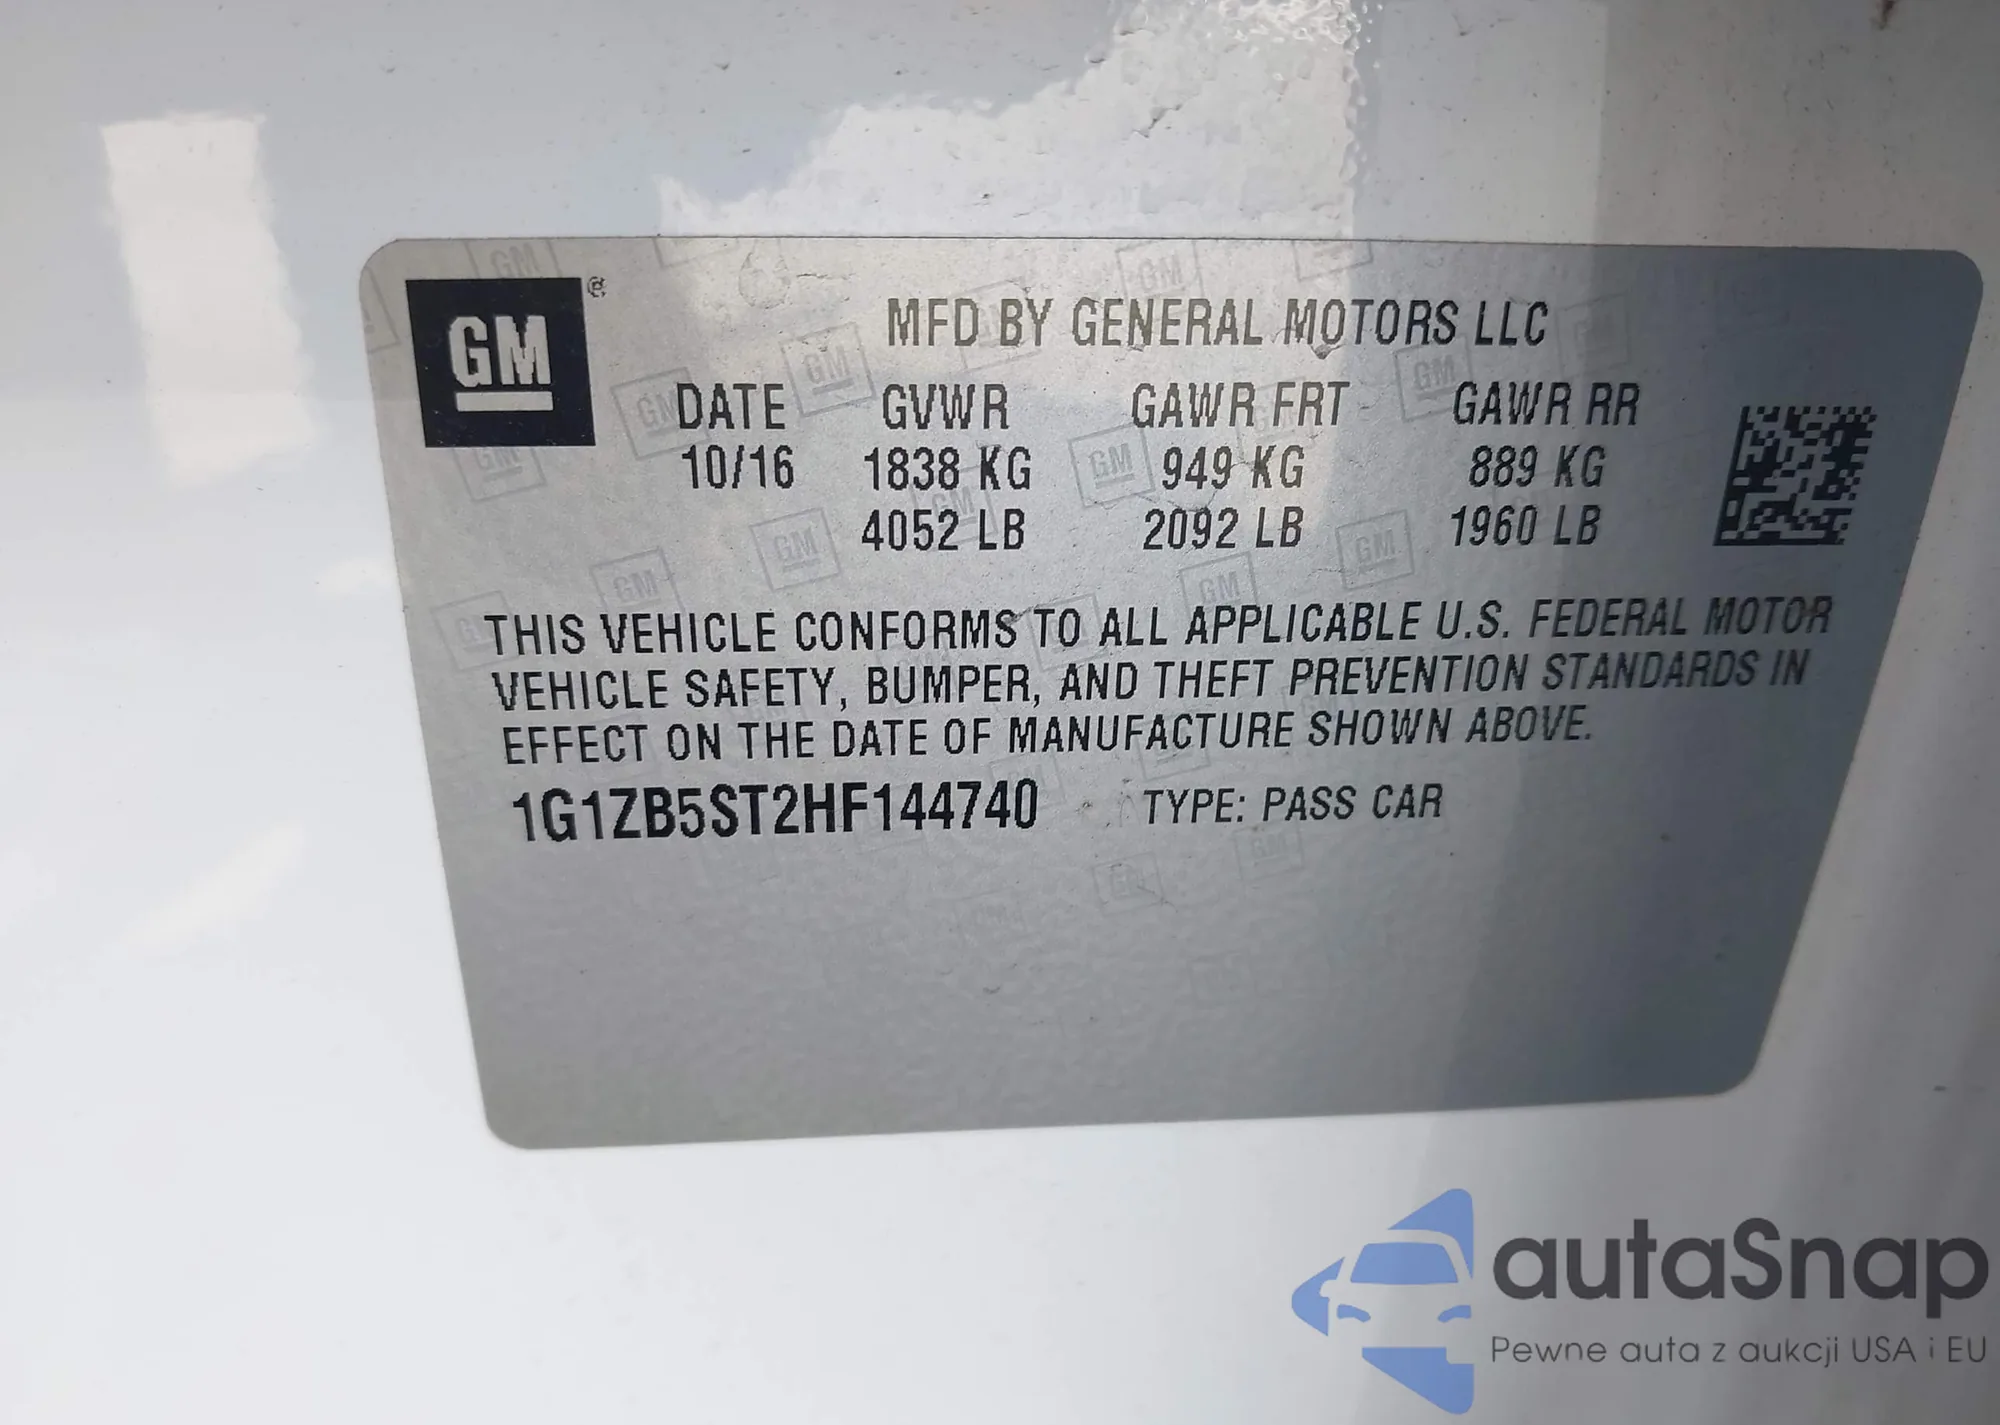 GM ®
MFD BY GENERAL MOTORS LLC
DATE GVWR GAWR FRT GAWR RR
10/16 1838 KG 949 KG 889 KG
4052 LB 2092 LB 1960 LB
THIS VEHICLE CONFORMS TO ALL APPLICABLE U.S. FEDERAL MOTOR
VEHICLE SAFETY, BUMPER, AND THEFT PREVENTION STANDARDS IN
EFFECT ON THE DATE OF MANUFACTURE SHOWN ABOVE.
1G1ZB5ST2HF144740 TYPE: PASS CAR
autaSnap
Pewne auta z aukcji USA i EU